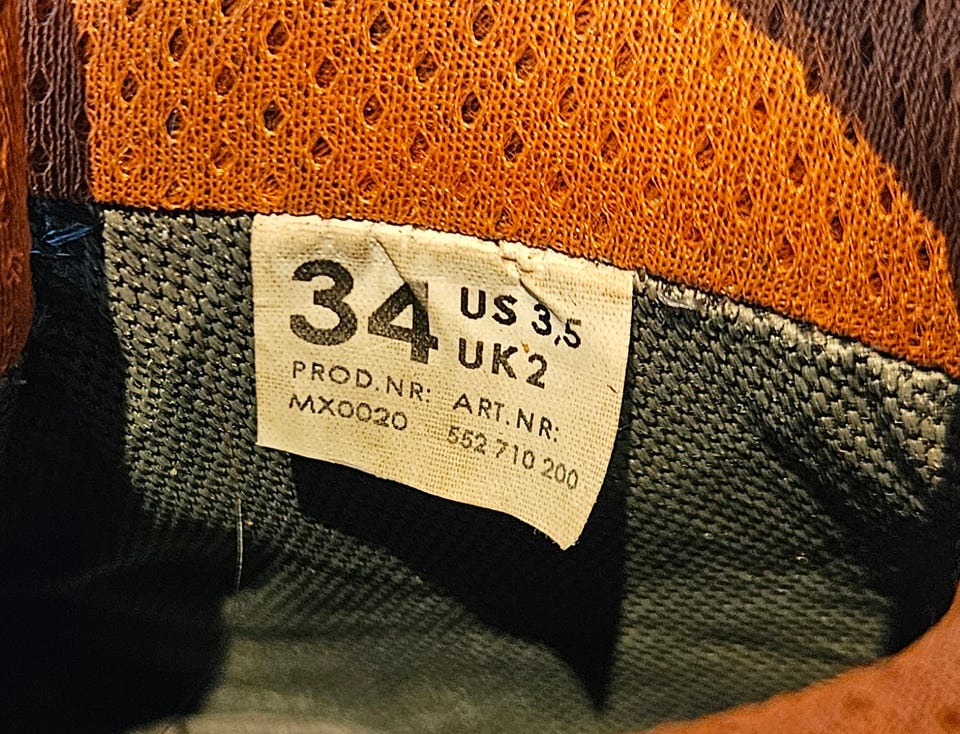 34 US 3,5
UK 2
PROD.NR: ART.NR:
MX0020 552 710 200